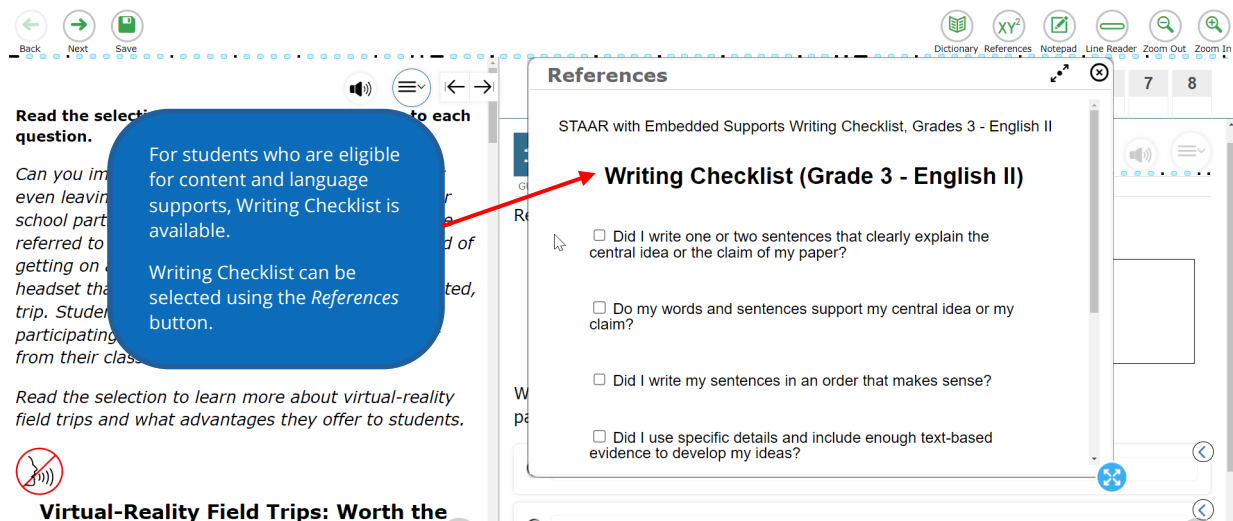 Back Next Save Dictionary References Notepad Line Reader Zoom Out Zoom In
XY²
7 8
Read the selecti to each
question.
Can you im
even leavin r
school part
referred to d of
getting on
headset tha ted,
trip. Studen
participating
from their clas
Read the selection to learn more about virtual-reality
field trips and what advantages they offer to students.
Virtual-Reality Field Trips: Worth the
For students who are eligible
for content and language
supports, Writing Checklist is
available.
Writing Checklist can be
selected using the References
button.
References
STAAR with Embedded Supports Writing Checklist, Grades 3 - English II
Writing Checklist (Grade 3 - English II)
Did I write one or two sentences that clearly explain the
central idea or the claim of my paper?
Do my words and sentences support my central idea or my
claim?
Did I write my sentences in an order that makes sense?
Did I use specific details and include enough text-based
evidence to develop my ideas?
Re
W
pa